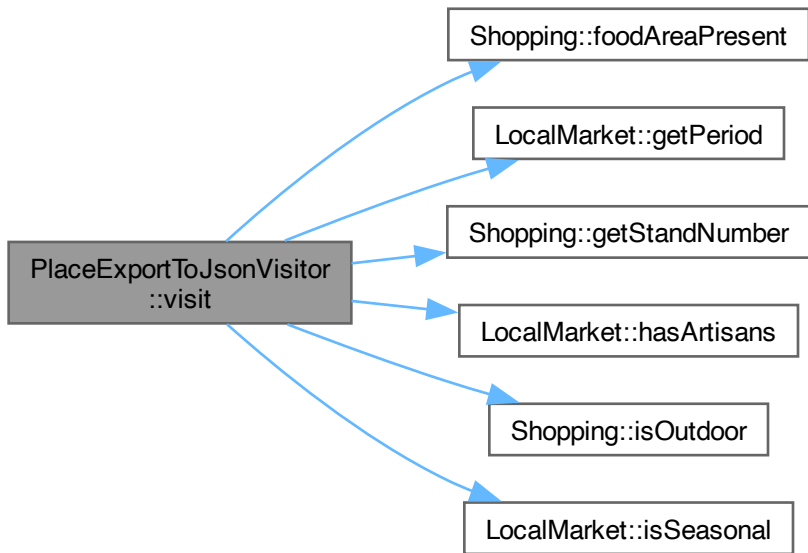 PlaceExportToJsonVisitor
::visit
Shopping::foodAreaPresent
LocalMarket::getPeriod
Shopping::getStandNumber
LocalMarket::hasArtisans
Shopping::isOutdoor
LocalMarket::isSeasonal